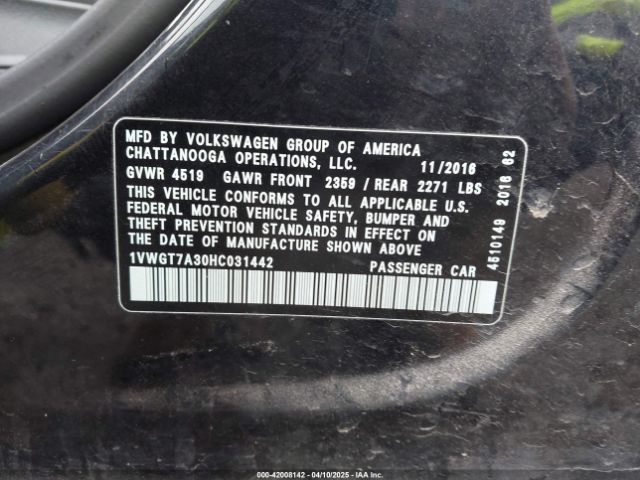 MFD BY VOLKSWAGEN GROUP OF AMERICA
CHATTANOOGA OPERATIONS, LLC. 11/2016
GVWR 4519 GAWR FRONT 2359 / REAR 2271 LBS
THIS VEHICLE CONFORMS TO ALL APPLICABLE U.S.
FEDERAL MOTOR VEHICLE SAFETY, BUMPER AND
THEFT PREVENTION STANDARDS IN EFFECT ON
THE DATE OF MANUFACTURE SHOWN ABOVE
1VWGT7A30HC031442 PASSENGER CAR
4510149 2016 62
000-42008142 - 04/10/2025 - IAA Inc.